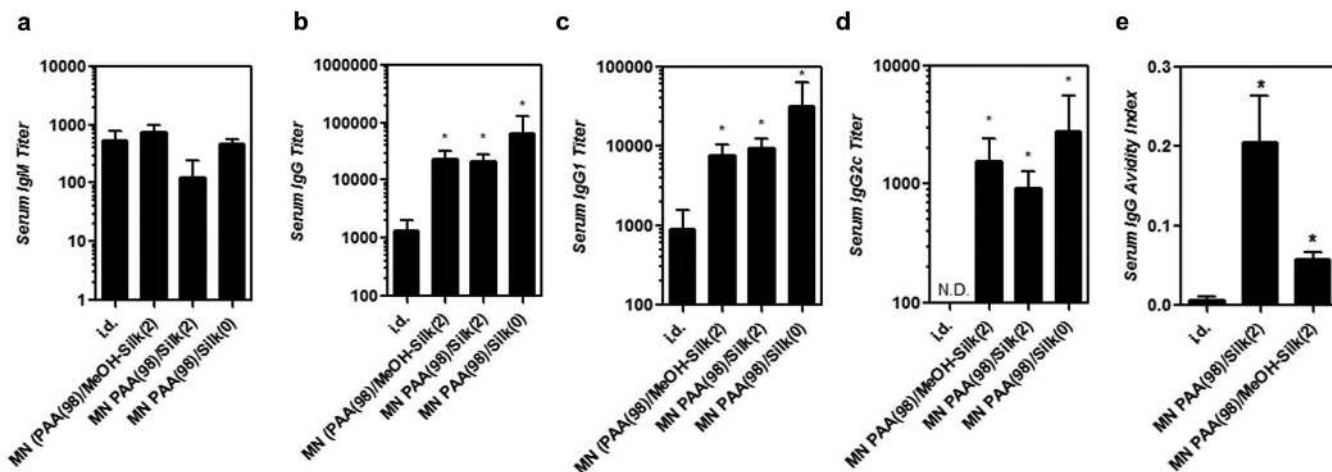 a
Serum IgM Titer
10000
1000
100
10
1
i.d.
MN (PAA(98)/MeOH-Silk(2)
MN PAA(98)/Silk(2)
MN PAA(98)/Silk(0)
b
Serum IgG Titer
1000000
100000
10000
1000
100
*
*
*
i.d.
MN (PAA(98)/MeOH-Silk(2)
MN PAA(98)/Silk(2)
MN PAA(98)/Silk(0)
c
Serum IgG1 Titer
100000
10000
1000
100
*
*
*
i.d.
MN (PAA(98)/MeOH-Silk(2)
MN PAA(98)/Silk(2)
MN PAA(98)/Silk(0)
d
Serum IgG2c Titer
10000
1000
100
N.D.
*
*
*
i.d.
MN PAA(98)/MeOH-Silk(2)
MN PAA(98)/Silk(2)
MN PAA(98)/Silk(0)
e
Serum IgG Avidity Index
0.3
0.2
0.1
0.0
*
*
i.d.
MN PAA(98)/Silk(2)
MN PAA(98)/MeOH-Silk(2)